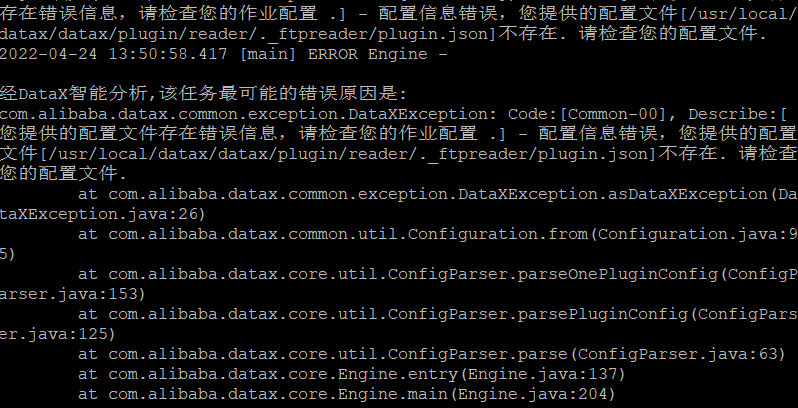 存在错误信息，请检查您的作业配置 .] - 配置信息错误，您提供的配置文件[/usr/local/
datax/datax/plugin/reader/._ftpreader/plugin.json]不存在. 请检查您的配置文件.
2022-04-24 13:50:58.417 [main] ERROR Engine -
经DataX智能分析,该任务最可能的错误原因是:
com.alibaba.datax.common.exception.DataXException: Code:[Common-00], Describe:[
您提供的配置文件存在错误信息，请检查您的作业配置 .] - 配置信息错误，您提供的配置
文件[/usr/local/datax/datax/plugin/reader/._ftpreader/plugin.json]不存在. 请检查
您的配置文件.
at com.alibaba.datax.common.exception.DataXException.asDataXException(Da
taXException.java:26)
at com.alibaba.datax.common.util.Configuration.from(Configuration.java:9
5)
at com.alibaba.datax.core.util.ConfigParser.parseOnePluginConfig(ConfigP
arser.java:153)
at com.alibaba.datax.core.util.ConfigParser.parsePluginConfig(ConfigPars
er.java:125)
at com.alibaba.datax.core.util.ConfigParser.parse(ConfigParser.java:63)
at com.alibaba.datax.core.Engine.entry(Engine.java:137)
at com.alibaba.datax.core.Engine.main(Engine.java:204)